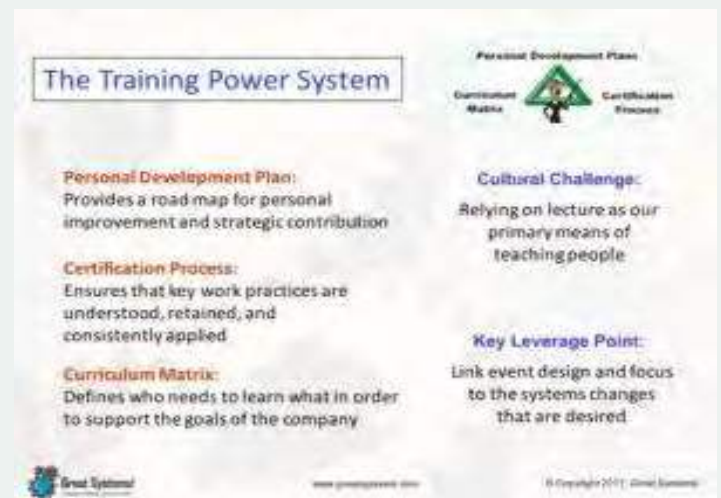 The Training Power System
Personal Development Plans
Curriculum
Matrix
Certification
Process
Personal Development Plan:
Provides a road map for personal
improvement and strategic contribution
Certification Process:
Ensures that key work practices are
understood, retained, and
consistently applied
Curriculum Matrix:
Defines who needs to learn what in order
to support the goals of the company
Cultural Challenge:
Relying on lecture as our
primary means of
teaching people
Key Leverage Point:
Link event design and focus
to the systems changes
that are desired
Great Systems!